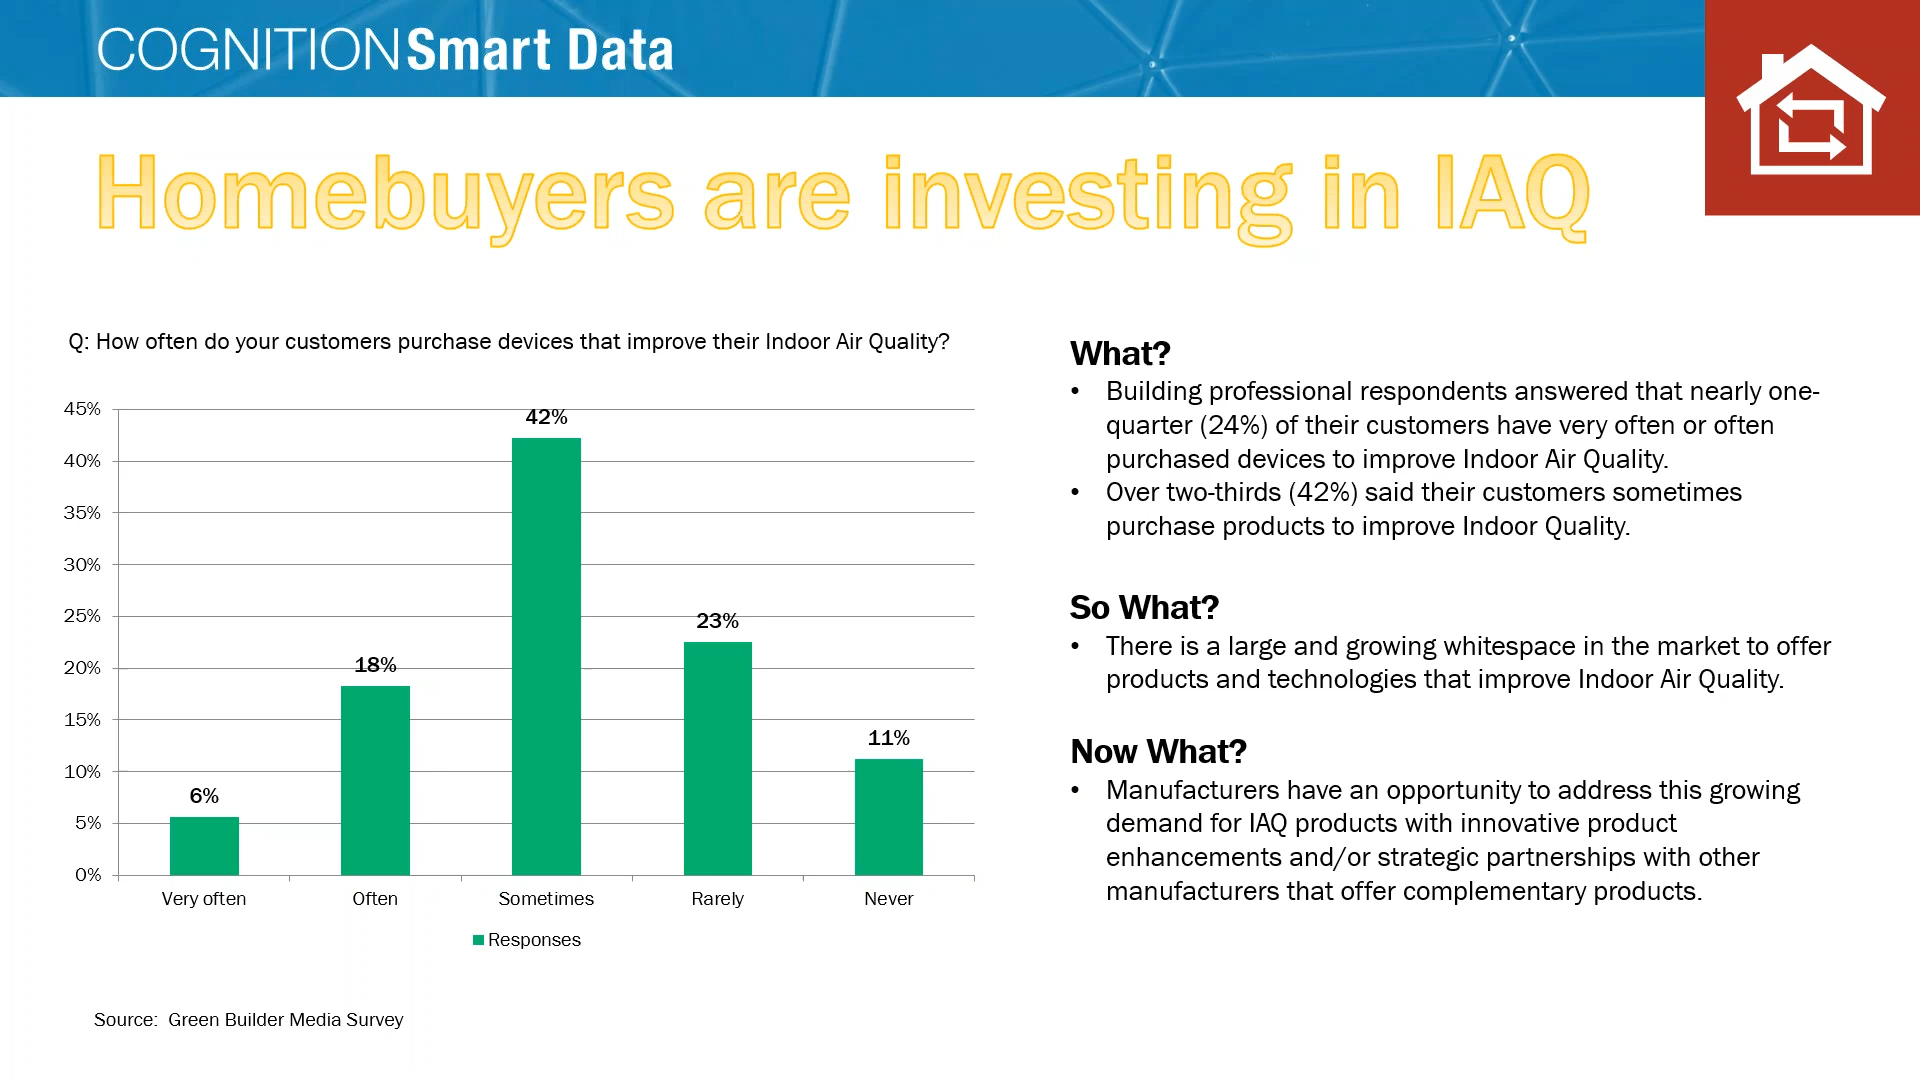 COGNITION Smart Data
Homebuyers are investing in IAQ
Q: How often do your customers purchase devices that improve their Indoor Air Quality?
45%
40%
35%
30%
25%
20%
15%
10%
5%
0%
6%
18%
42%
23%
11%
Very often Often Sometimes Rarely Never
Responses
Source: Green Builder Media Survey
What?
• Building professional respondents answered that nearly one-
quarter (24%) of their customers have very often or often
purchased devices to improve Indoor Air Quality.
• Over two-thirds (42%) said their customers sometimes
purchase products to improve Indoor Quality.
So What?
• There is a large and growing whitespace in the market to offer
products and technologies that improve Indoor Air Quality.
Now What?
• Manufacturers have an opportunity to address this growing
demand for IAQ products with innovative product
enhancements and/or strategic partnerships with other
manufacturers that offer complementary products.